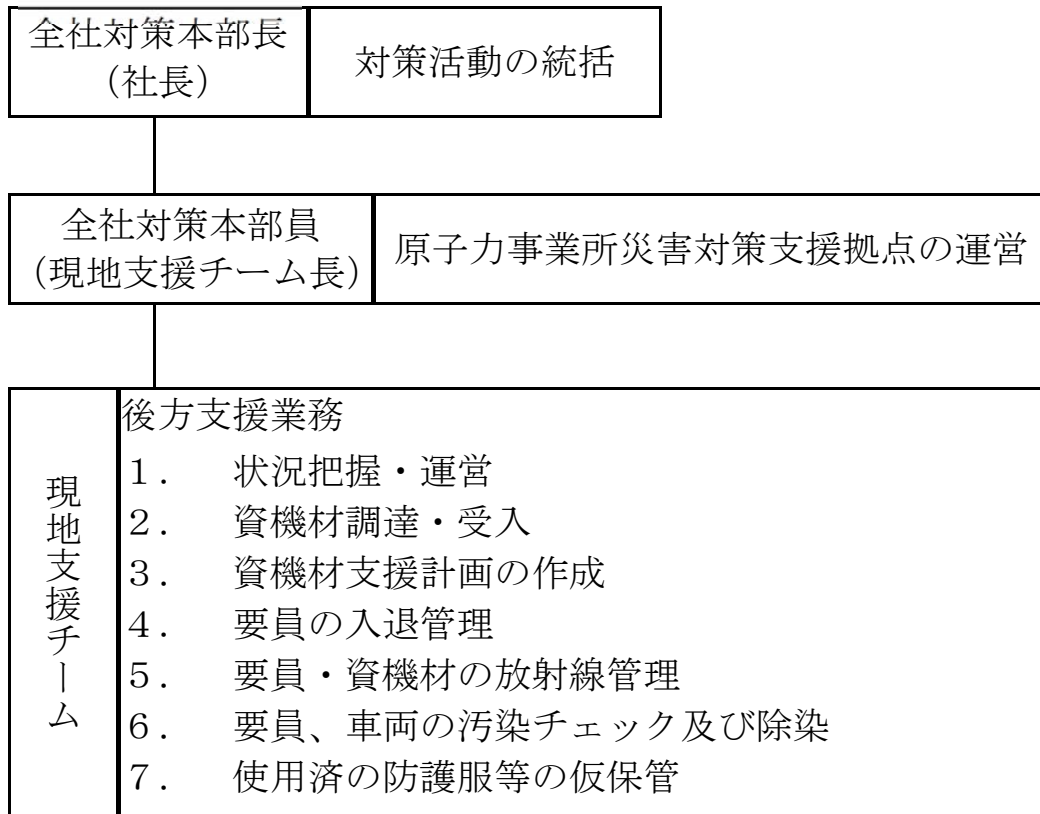 全社対策本部長
（社長）
対策活動の統括
全社対策本部員
（現地支援チーム長）
原子力事業所災害対策支援拠点の運営
現地支援チーム
後方支援業務
１． 状況把握・運営
２． 資機材調達・受入
３． 資機材支援計画の作成
４． 要員の入退管理
５． 要員・資機材の放射線管理
６． 要員、車両の汚染チェック及び除染
７． 使用済の防護服等の仮保管